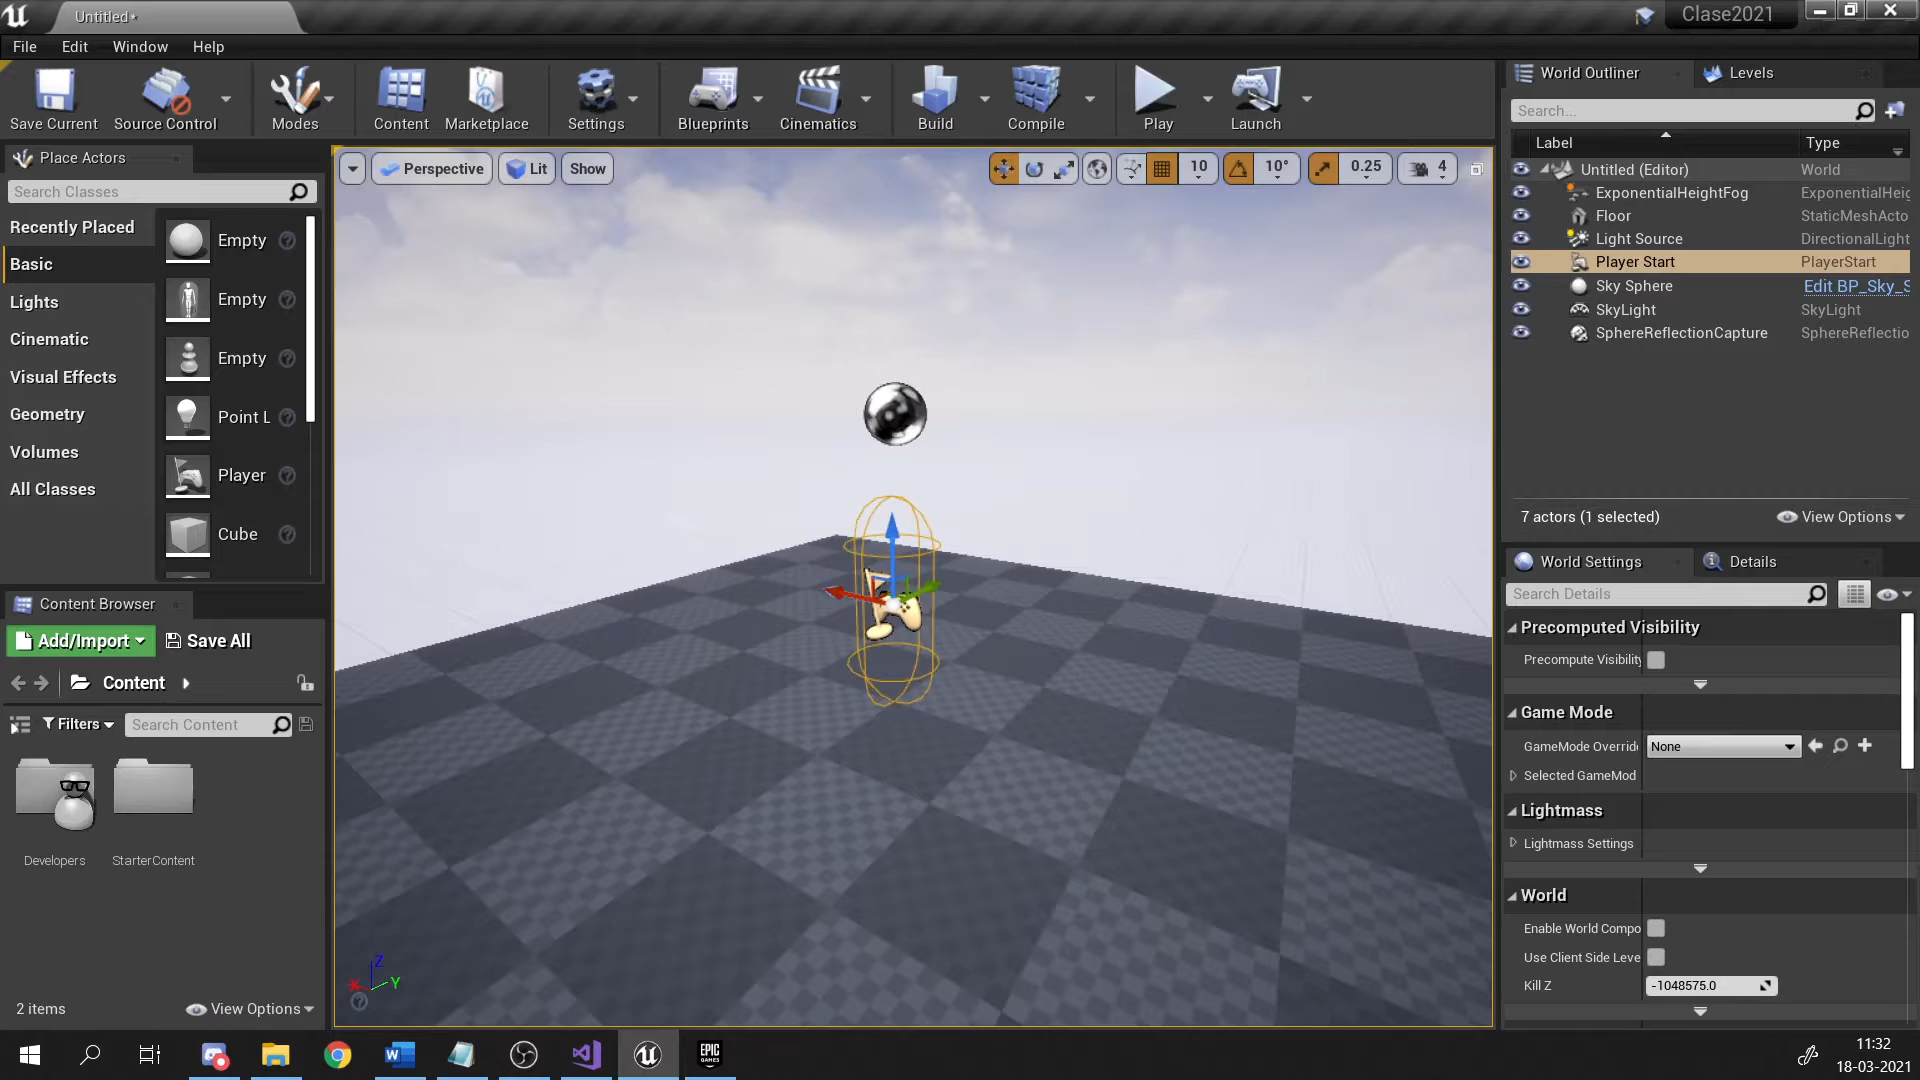 Untitled*
Clase2021
File Edit Window Help
Save Current
Source Control
Modes
Content
Marketplace
Settings
Blueprints
Cinematics
Build
Compile
Play
Launch
Place Actors
Search Classes
Recently Placed
Basic
Lights
Cinematic
Visual Effects
Geometry
Volumes
All Classes
Empty
Empty
Empty
Point L
Player
Cube
Content Browser
Add/Import
Save All
Content
Filters
Search Content
Developers
StarterContent
2 items
View Options
Perspective
Lit
Show
10
10°
0.25
4
X
Z
Y
World Outliner
Levels
Search...
Label Type
Untitled (Editor) World
ExponentialHeightFog ExponentialHeig
Floor StaticMeshActo
Light Source DirectionalLight
Player Start PlayerStart
Sky Sphere Edit BP_Sky_S
SkyLight SkyLight
SphereReflectionCapture SphereReflectio
7 actors (1 selected)
View Options
World Settings
Details
Search Details
Precomputed Visibility
Precompute Visibility
Game Mode
GameMode Overrid None
Selected GameMod
Lightmass
Lightmass Settings
World
Enable World Compo
Use Client Side Leve
Kill Z -1048575.0
EPIC
GAMES
11:32
18-03-2021